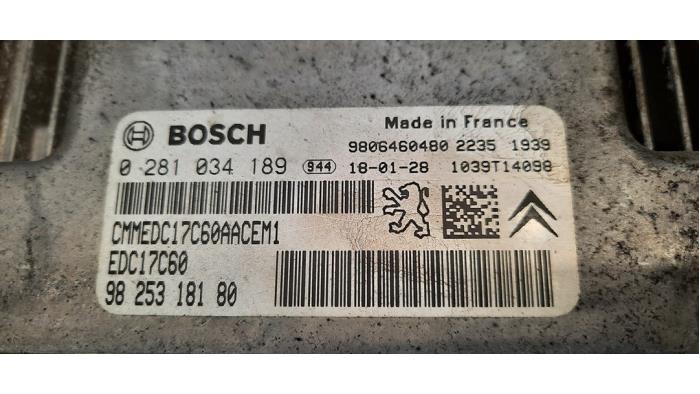 BOSCH
Made in France
9806460480 2235 1939
0 281 034 189 944 18-01-28 1039T14098
CMMEDC17C60AACEM1
EDC17C60
98 253 181 80